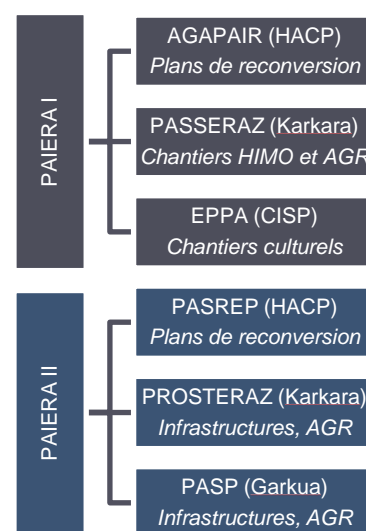 PAIERA I
AGAPAIR (HACP)
Plans de reconversion
PASSERAZ (Karkara)
Chantiers HIMO et AGR
EPPA (CISP)
Chantiers culturels
PAIERA II
PASREP (HACP)
Plans de reconversion
PROSTERAZ (Karkara)
Infrastructures, AGR
PASP (Garkua)
Infrastructures, AGR